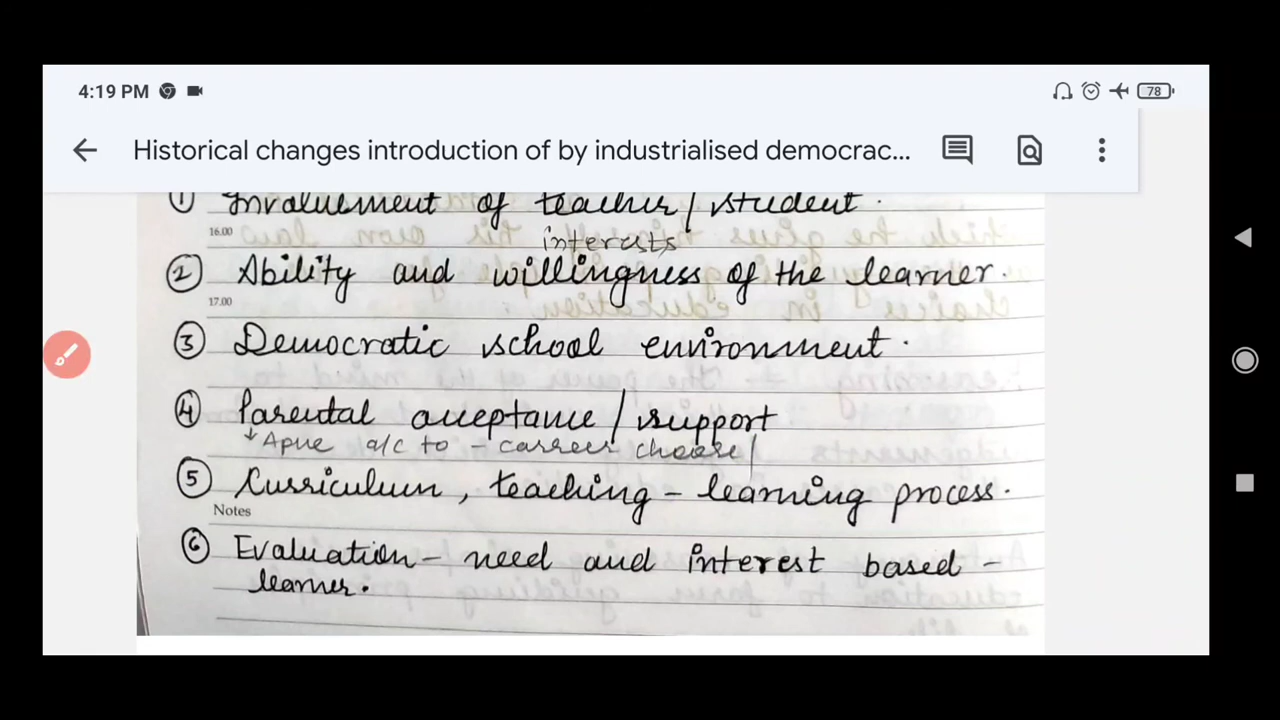 4:19 PM
78
Historical changes introduction of by industrialised democrac...
① Involvement of teacher / student.
16.00
interests
② Ability and willingness of the learner.
17.00
③ Democratic school environment.
④ Parental acceptance / support
↓ Apne a/c to - carreer choose |
⑤ Curriculum, teaching - learning process.
Notes
⑥ Evaluation - need and interest based -
learner.